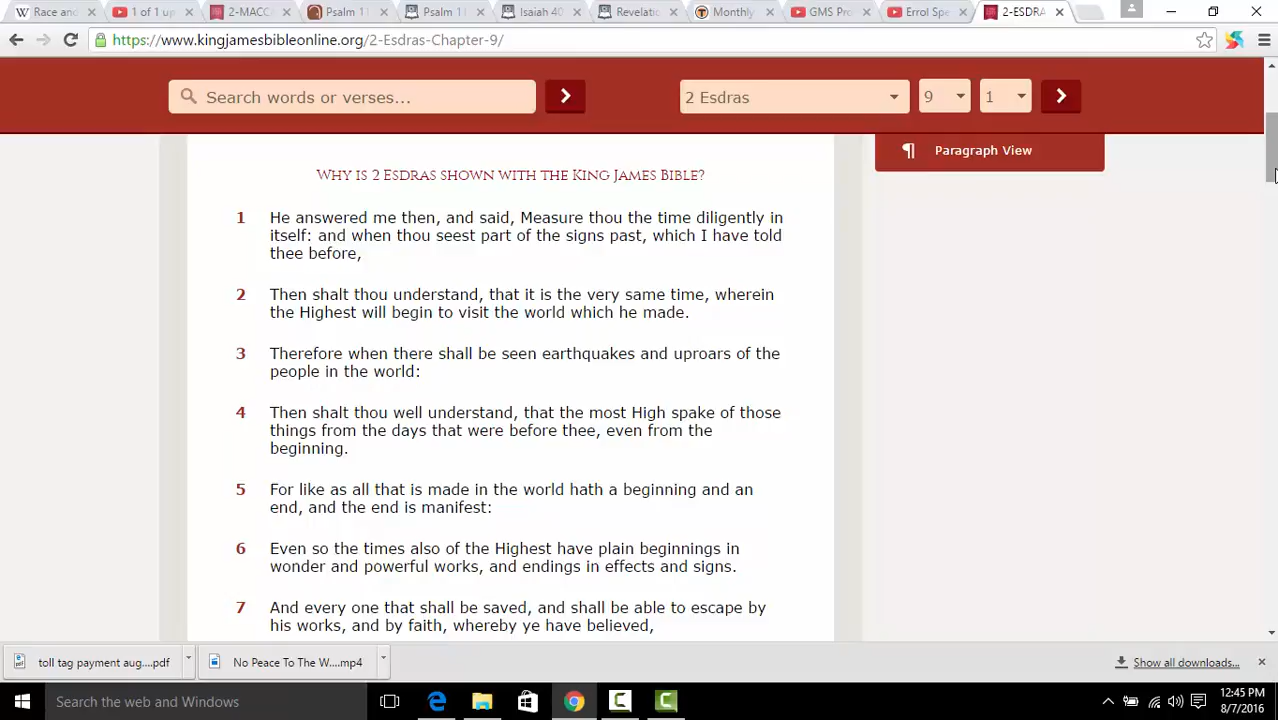 Race and
1 of 1 up
2-MACC
Psalm 11
Psalm 11
Isaiah 40
Revelatio
Monthly
GMS Pro
Errol Spe
2-ESDRA
https://www.kingjamesbibleonline.org/2-Esdras-Chapter-9/
Search words or verses...
2 Esdras
9
1
¶ Paragraph View
Why is 2 Esdras shown with the King James Bible?
1 He answered me then, and said, Measure thou the time diligently in
itself: and when thou seest part of the signs past, which I have told
thee before,
2 Then shalt thou understand, that it is the very same time, wherein
the Highest will begin to visit the world which he made.
3 Therefore when there shall be seen earthquakes and uproars of the
people in the world:
4 Then shalt thou well understand, that the most High spake of those
things from the days that were before thee, even from the
beginning.
5 For like as all that is made in the world hath a beginning and an
end, and the end is manifest:
6 Even so the times also of the Highest have plain beginnings in
wonder and powerful works, and endings in effects and signs.
7 And every one that shall be saved, and shall be able to escape by
his works, and by faith, whereby ye have believed,
toll tag payment aug....pdf
No Peace To The W....mp4
Show all downloads...
Search the web and Windows
12:45 PM
8/7/2016